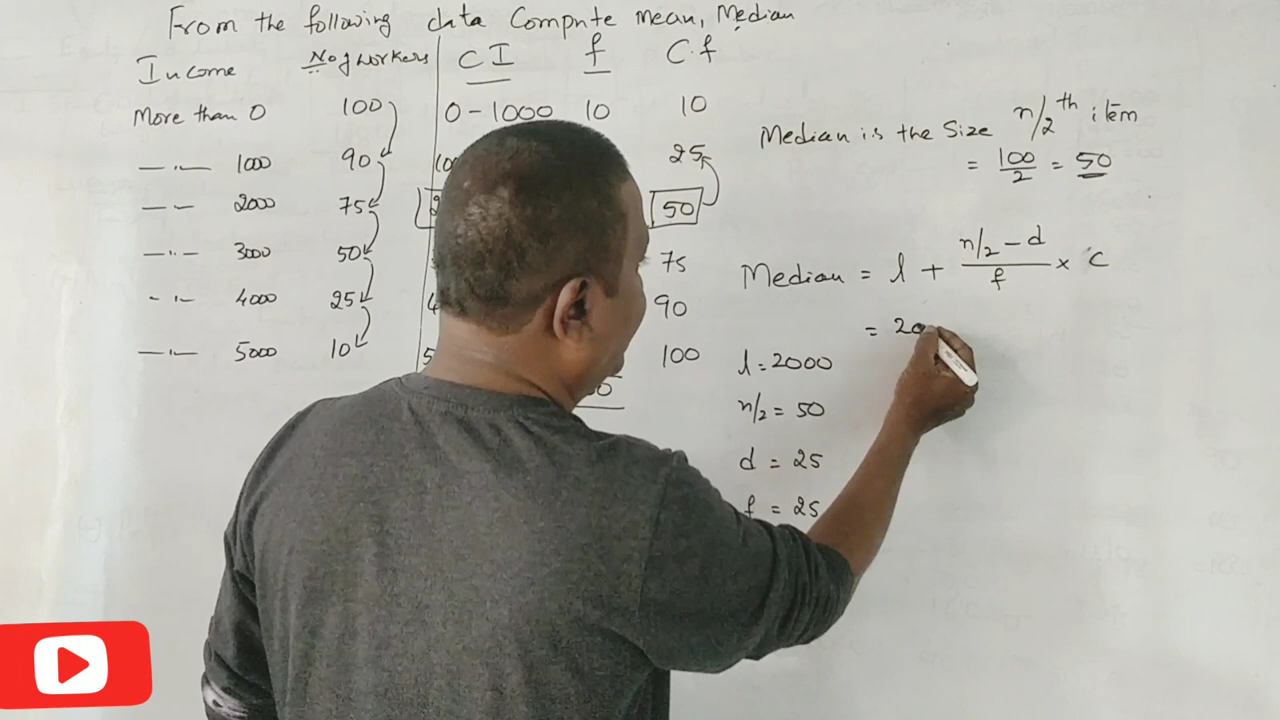 From the following data Compute mean, Median
Income No of workers CI f C.f
More than 0 100 0-1000 10 10
—"— 1000 90 25
—"— 2000 75 50
—"— 3000 50 75
—"— 4000 25 90
—"— 5000 10 100
Median is the Size n/2 th item
= 100/2 = 50
Median = l + (n/2 - d)/f × C
= 20
l = 2000
n/2 = 50
d = 25
f = 25